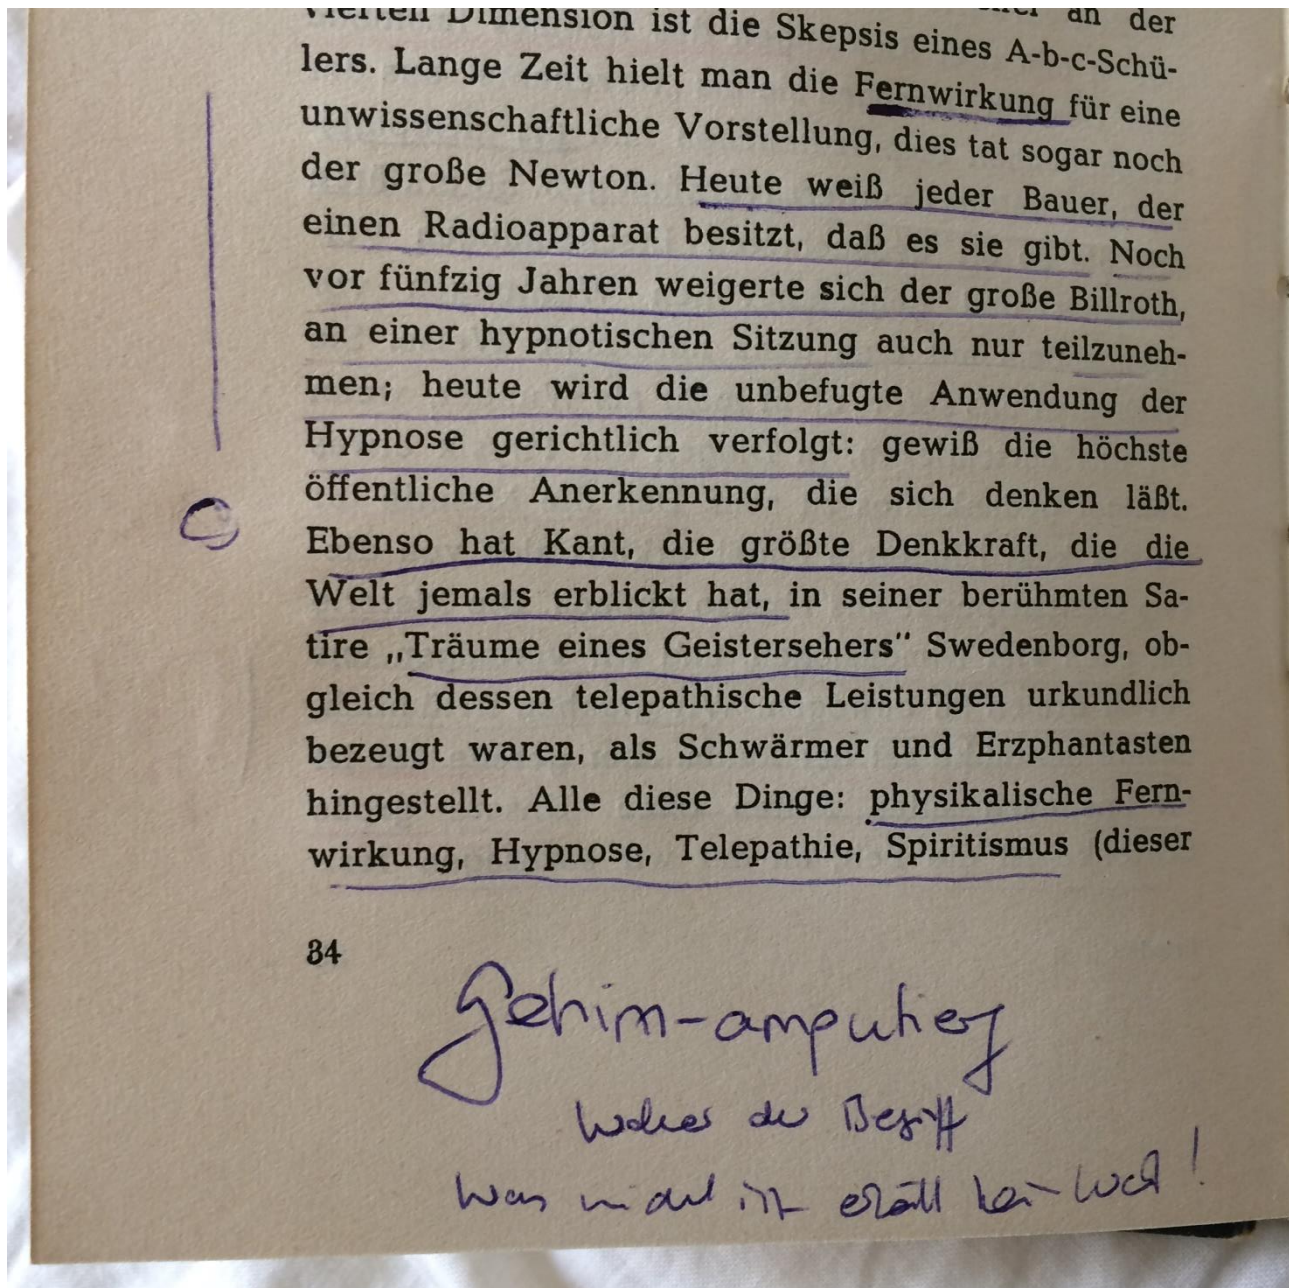 an der
vierten Dimension ist die Skepsis eines A-b-c-Schü-
lers. Lange Zeit hielt man die Fernwirkung für eine
unwissenschaftliche Vorstellung, dies tat sogar noch
der große Newton. Heute weiß jeder Bauer, der
einen Radioapparat besitzt, daß es sie gibt. Noch
vor fünfzig Jahren weigerte sich der große Billroth,
an einer hypnotischen Sitzung auch nur teilzuneh-
men; heute wird die unbefugte Anwendung der
Hypnose gerichtlich verfolgt: gewiß die höchste
öffentliche Anerkennung, die sich denken läßt.
Ebenso hat Kant, die größte Denkkraft, die die
Welt jemals erblickt hat, in seiner berühmten Sa-
tire „Träume eines Geistersehers" Swedenborg, ob-
gleich dessen telepathische Leistungen urkundlich
bezeugt waren, als Schwärmer und Erzphantasten
hingestellt. Alle diese Dinge: physikalische Fern-
wirkung, Hypnose, Telepathie, Spiritismus (dieser
34
Gehirn-amputiert
Woher der Begriff
Was nicht ist erhält kein Wort!